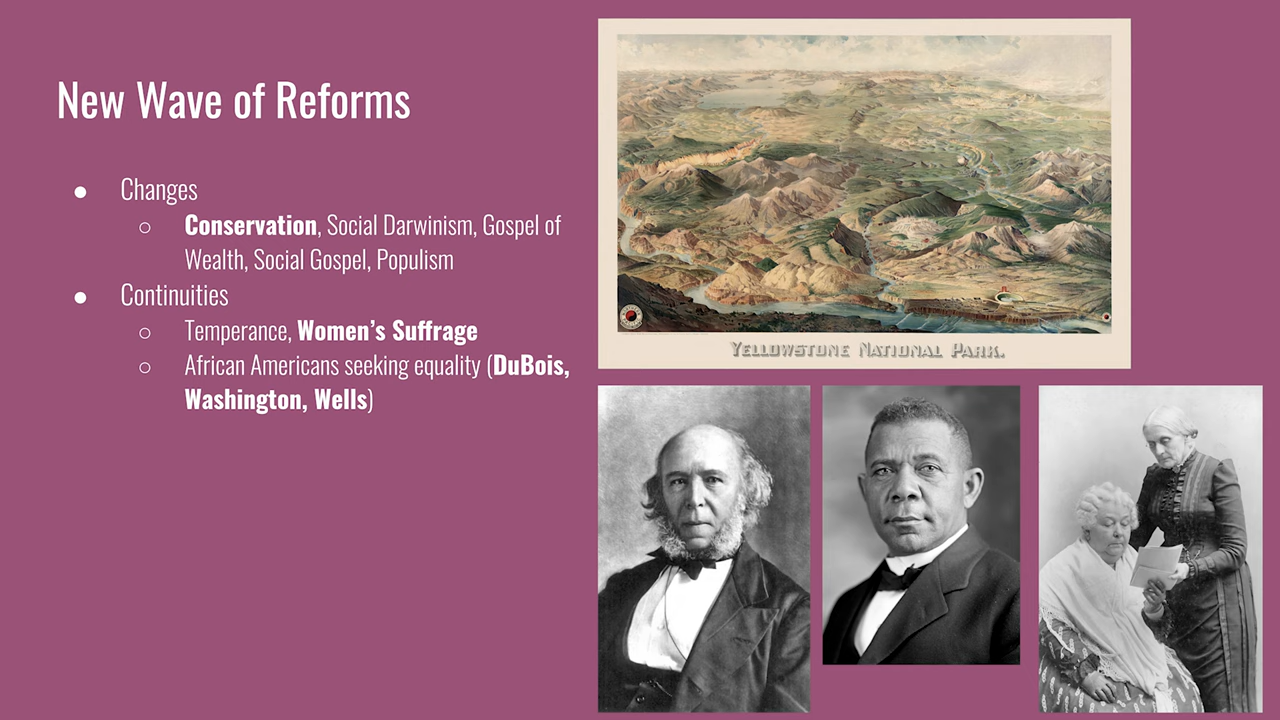 New Wave of Reforms
● Changes
○ Conservation, Social Darwinism, Gospel of
Wealth, Social Gospel, Populism
● Continuities
○ Temperance, Women's Suffrage
○ African Americans seeking equality (DuBois,
Washington, Wells)
YELLOWSTONE NATIONAL PARK.